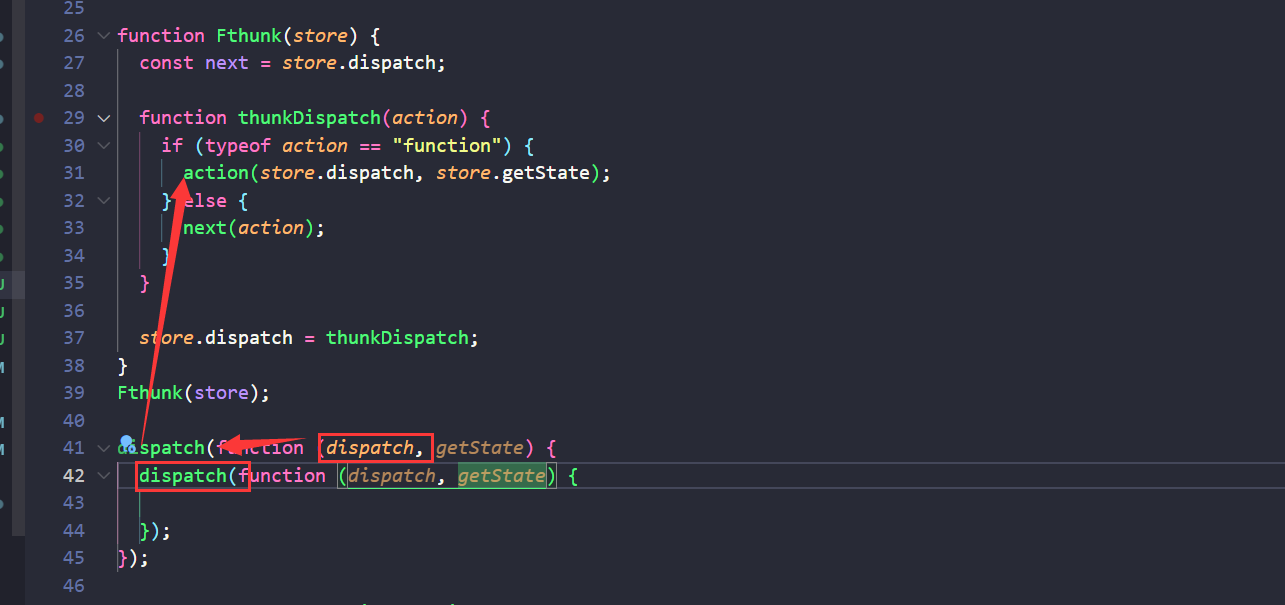 25
26 function Fthunk(store) {
27 const next = store.dispatch;
28
29 function thunkDispatch(action) {
30 if (typeof action == "function") {
31 action(store.dispatch, store.getState);
32 } else {
33 next(action);
34 }
35 }
36
37 store.dispatch = thunkDispatch;
38 }
39 Fthunk(store);
40
41 dispatch(function (dispatch, getState) {
42 dispatch(function (dispatch, getState) {
43
44 });
45 });
46
U
U
U
M
M
M